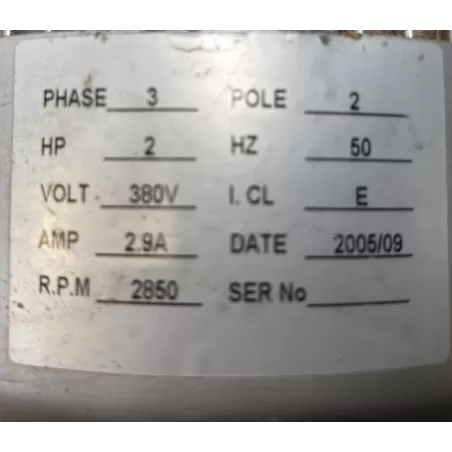 PHASE 3 POLE 2
HP 2 HZ 50
VOLT 380V I. CL E
AMP 2.9A DATE 2005/09
R.P.M 2850 SER No